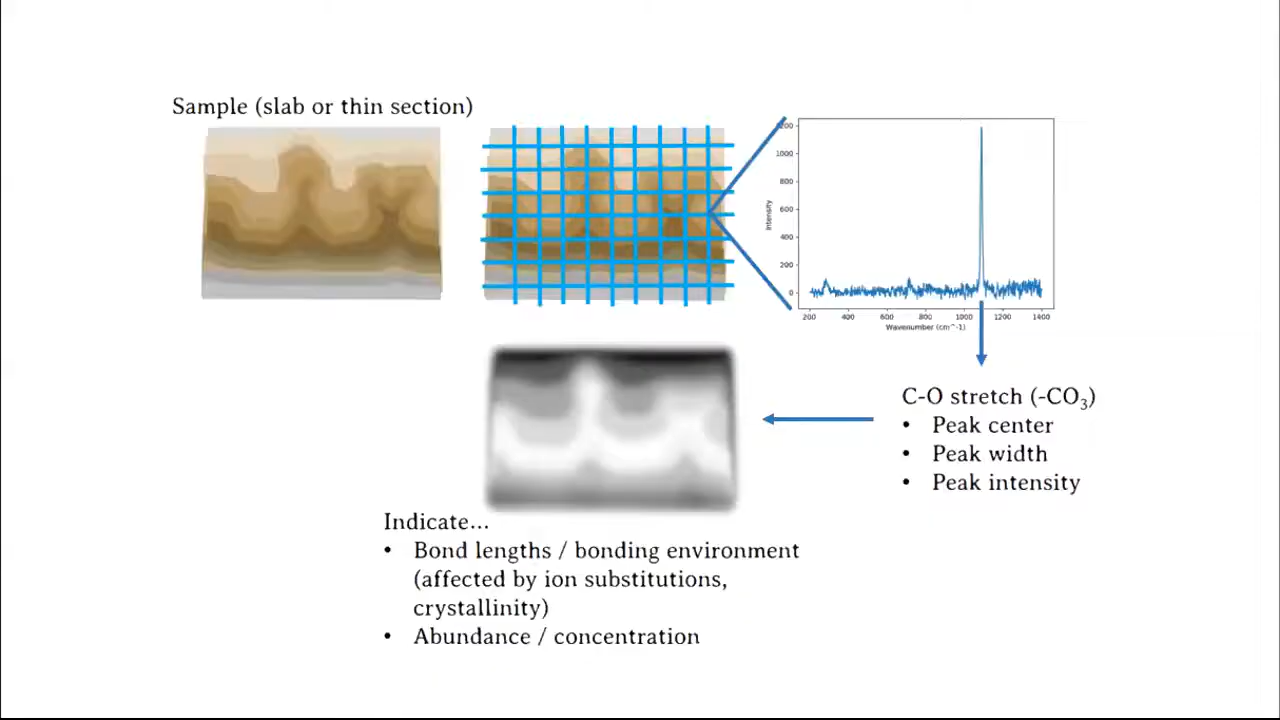 Sample (slab or thin section)
1000
800
600
400
200
0
Intensity
200 400 600 800 1000 1200 1400
Wavenumber (cm^-1)
C-O stretch (-CO₃)
• Peak center
• Peak width
• Peak intensity
Indicate...
• Bond lengths / bonding environment
(affected by ion substitutions,
crystallinity)
• Abundance / concentration